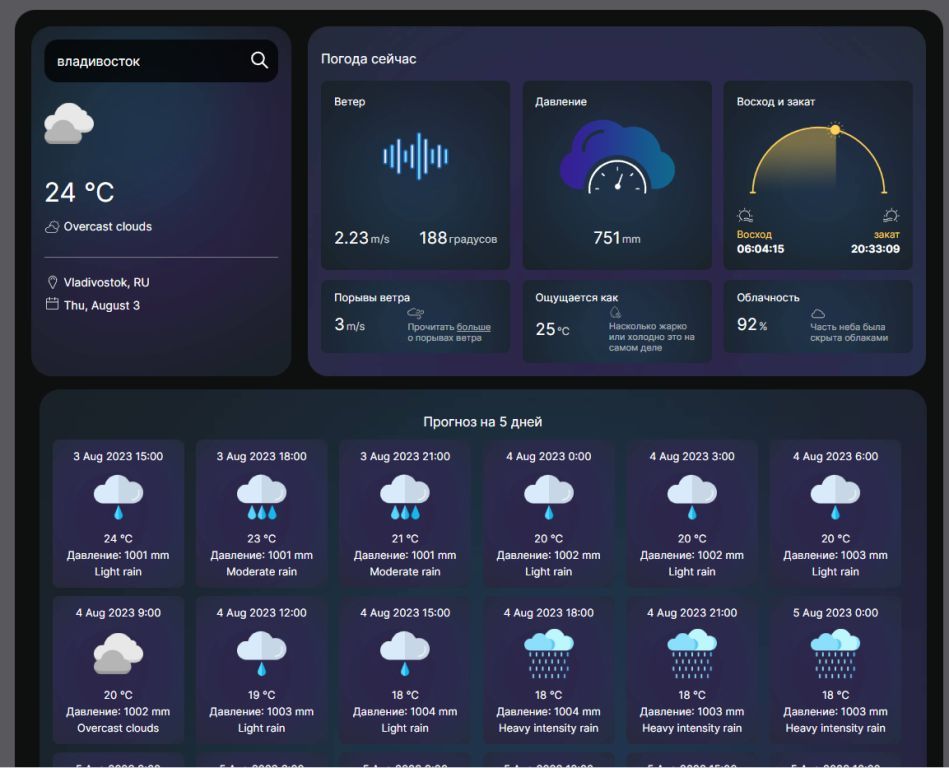 владивосток
24 °C
Overcast clouds
Vladivostok, RU
Thu, August 3
Погода сейчас
Ветер
2.23 m/s 188 градусов
Давление
751 mm
Восход и закат
Восход закат
06:04:15 20:33:09
Порывы ветра
3 m/s
Прочитать больше
о порывах ветра
Ощущается как
25 °C
Насколько жарко
или холодно это на
самом деле
Облачность
92 %
Часть неба была
скрыта облаками
Прогноз на 5 дней
3 Aug 2023 15:00
24 °C
Давление: 1001 mm
Light rain
3 Aug 2023 18:00
23 °C
Давление: 1001 mm
Moderate rain
3 Aug 2023 21:00
21 °C
Давление: 1001 mm
Moderate rain
4 Aug 2023 0:00
20 °C
Давление: 1002 mm
Light rain
4 Aug 2023 3:00
20 °C
Давление: 1002 mm
Light rain
4 Aug 2023 6:00
20 °C
Давление: 1003 mm
Light rain
4 Aug 2023 9:00
20 °C
Давление: 1002 mm
Overcast clouds
4 Aug 2023 12:00
19 °C
Давление: 1003 mm
Light rain
4 Aug 2023 15:00
18 °C
Давление: 1004 mm
Light rain
4 Aug 2023 18:00
18 °C
Давление: 1004 mm
Heavy intensity rain
4 Aug 2023 21:00
18 °C
Давление: 1003 mm
Heavy intensity rain
5 Aug 2023 0:00
18 °C
Давление: 1003 mm
Heavy intensity rain